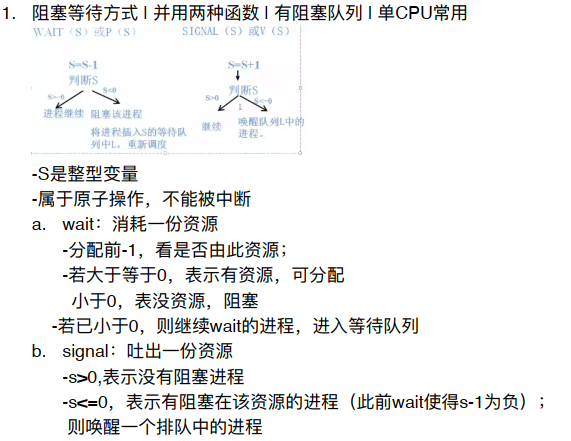 1. 阻塞等待方式 | 并用两种函数 | 有阻塞队列 | 单CPU常用
WAIT（S）或P（S） SIGNAL（S）或V（S）
S=S-1 S=S+1
判断S 判断S
S>=0 S<0 S>0 S<=0
进程继续 阻塞该进程 继续 唤醒队列L中的
进程。
将进程插入S的等待队
列中L，重新调度
-S是整型变量
-属于原子操作，不能被中断
a. wait：消耗一份资源
-分配前-1，看是否由此资源；
-若大于等于0，表示有资源，可分配
小于0，表没资源，阻塞
-若已小于0，则继续wait的进程，进入等待队列
b. signal：吐出一份资源
-s>0,表示没有阻塞进程
-s<=0，表示有阻塞在该资源的进程（此前wait使得s-1为负）；
则唤醒一个排队中的进程